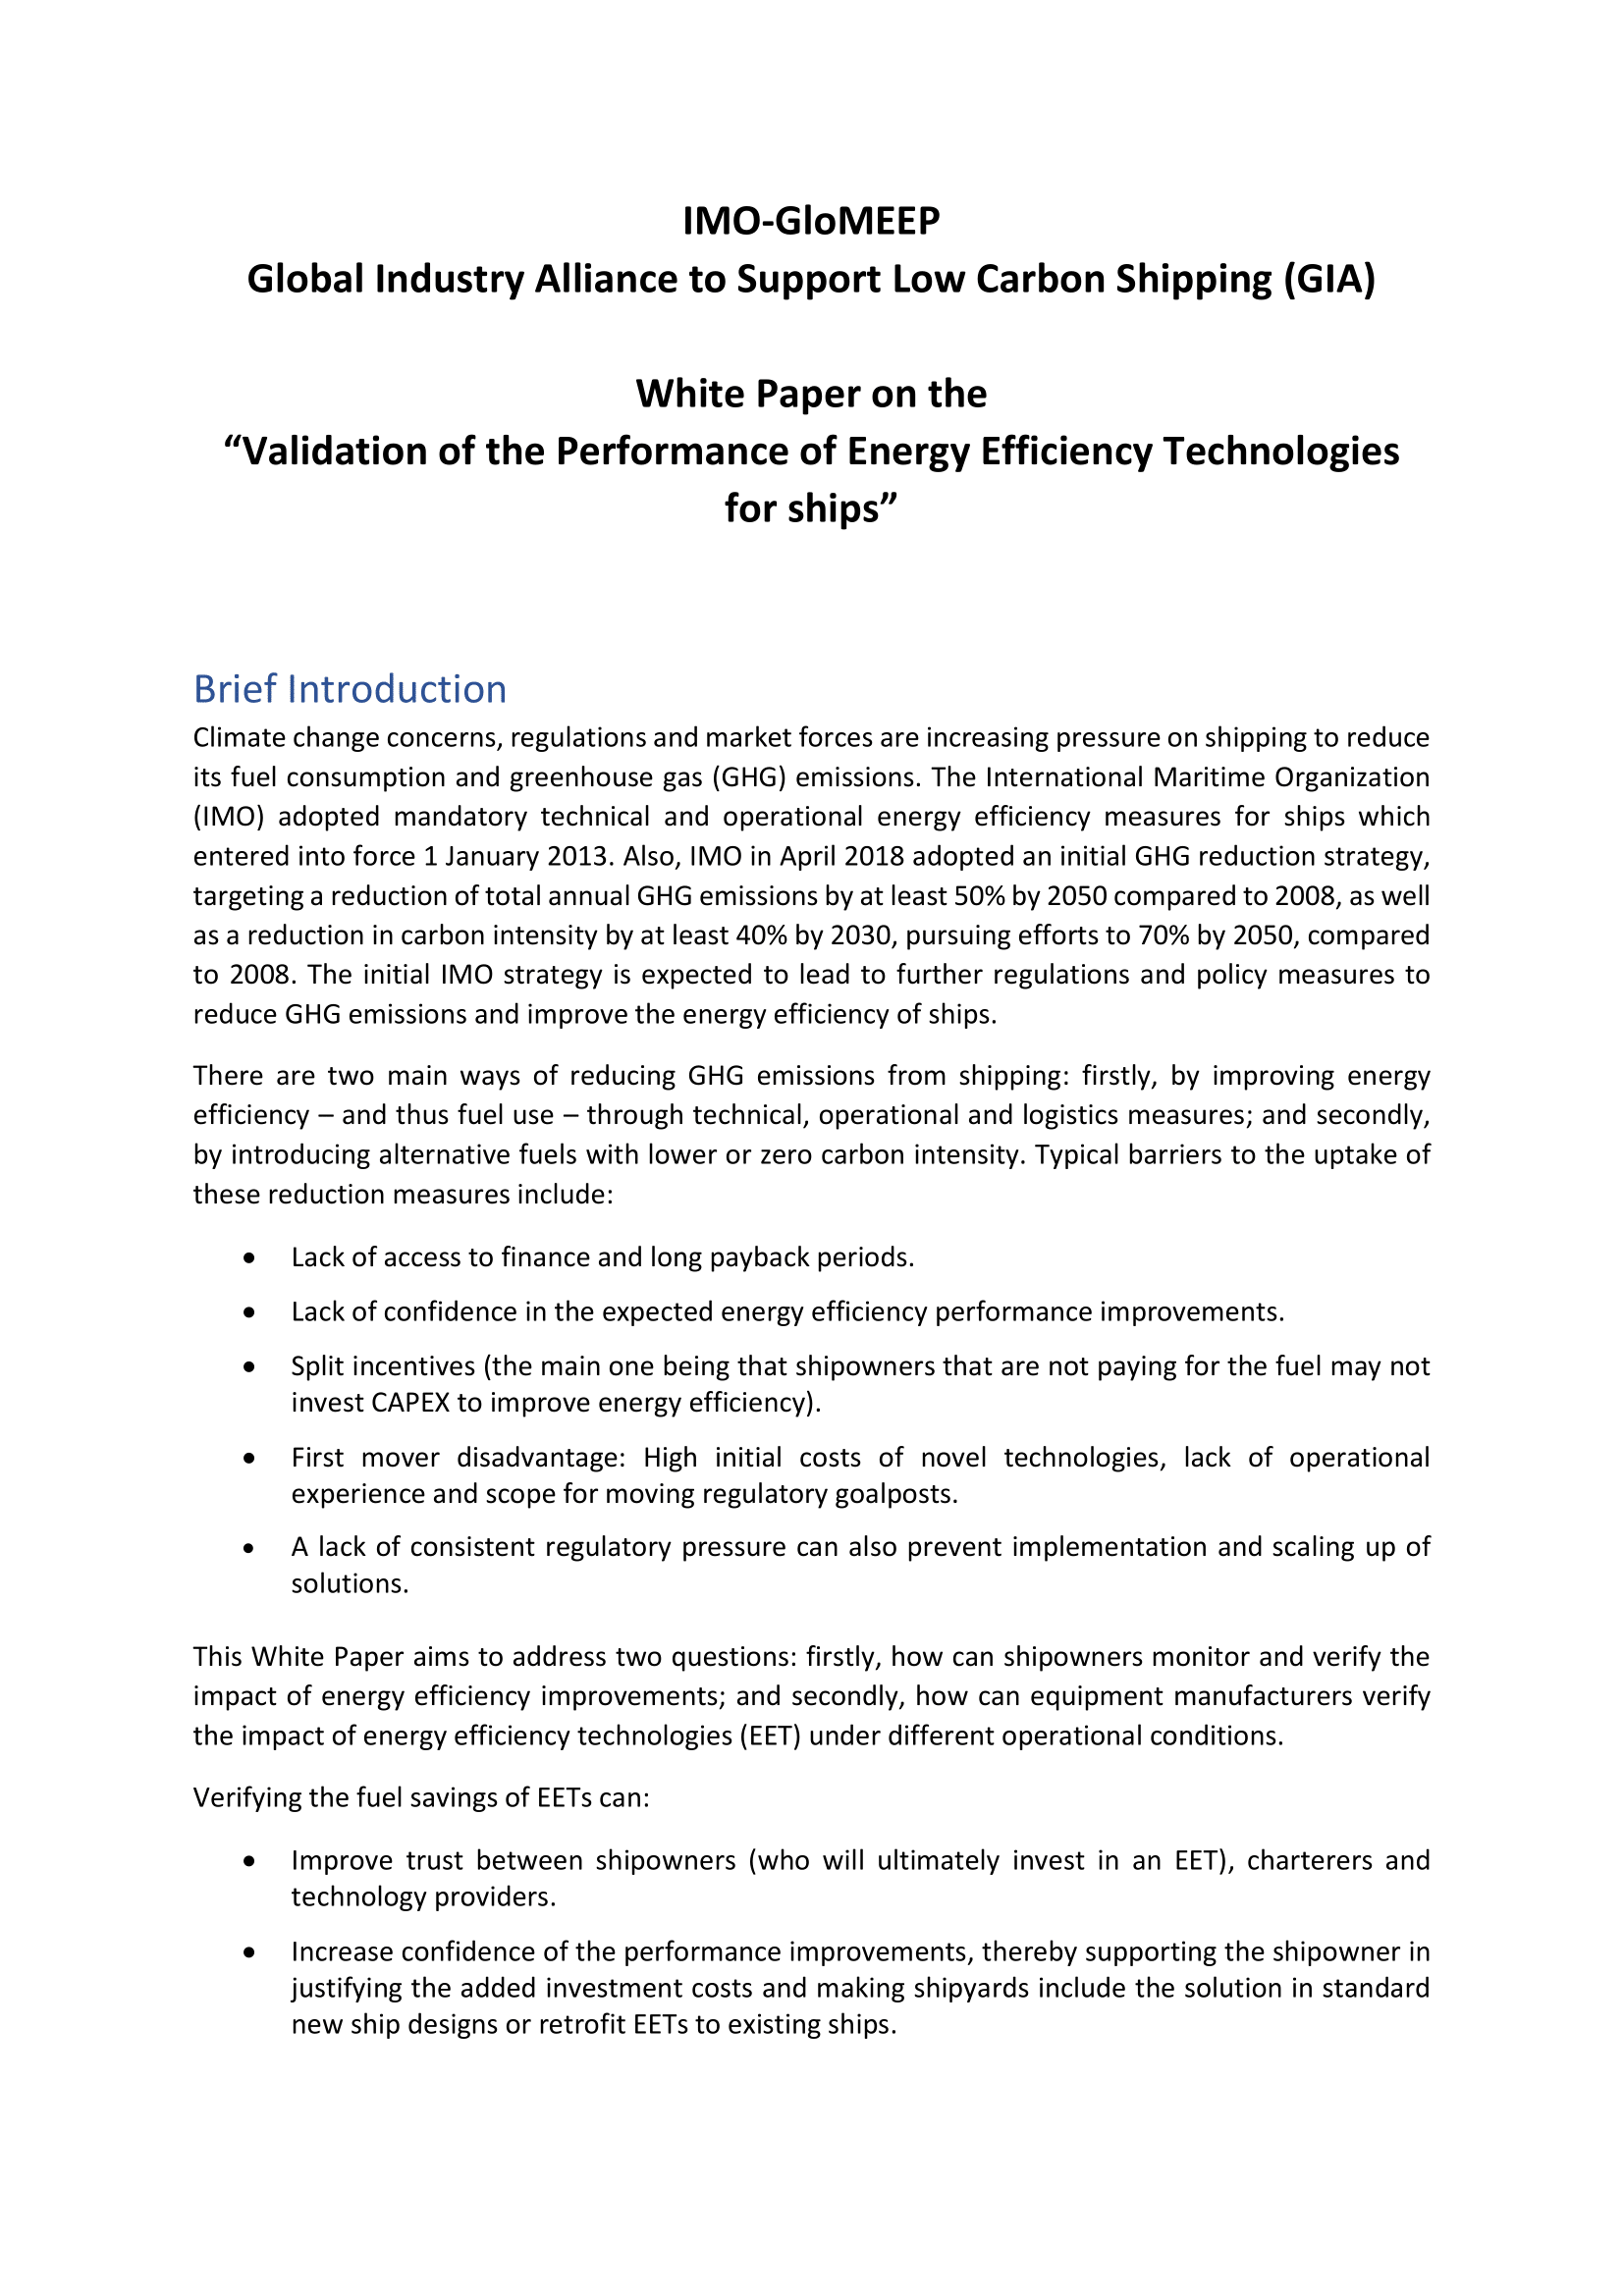 IMO-GloMEEP
Global Industry Alliance to Support Low Carbon Shipping (GIA)
White Paper on the
“Validation of the Performance of Energy Efficiency Technologies
for ships”
Brief Introduction
Climate change concerns, regulations and market forces are increasing pressure on shipping to reduce
its fuel consumption and greenhouse gas (GHG) emissions. The International Maritime Organization
(IMO) adopted mandatory technical and operational energy efficiency measures for ships which
entered into force 1 January 2013. Also, IMO in April 2018 adopted an initial GHG reduction strategy,
targeting a reduction of total annual GHG emissions by at least 50% by 2050 compared to 2008, as well
as a reduction in carbon intensity by at least 40% by 2030, pursuing efforts to 70% by 2050, compared
to 2008. The initial IMO strategy is expected to lead to further regulations and policy measures to
reduce GHG emissions and improve the energy efficiency of ships.
There are two main ways of reducing GHG emissions from shipping: firstly, by improving energy
efficiency – and thus fuel use – through technical, operational and logistics measures; and secondly,
by introducing alternative fuels with lower or zero carbon intensity. Typical barriers to the uptake of
these reduction measures include:
• Lack of access to finance and long payback periods.
• Lack of confidence in the expected energy efficiency performance improvements.
• Split incentives (the main one being that shipowners that are not paying for the fuel may not
invest CAPEX to improve energy efficiency).
• First mover disadvantage: High initial costs of novel technologies, lack of operational
experience and scope for moving regulatory goalposts.
• A lack of consistent regulatory pressure can also prevent implementation and scaling up of
solutions.
This White Paper aims to address two questions: firstly, how can shipowners monitor and verify the
impact of energy efficiency improvements; and secondly, how can equipment manufacturers verify
the impact of energy efficiency technologies (EET) under different operational conditions.
Verifying the fuel savings of EETs can:
• Improve trust between shipowners (who will ultimately invest in an EET), charterers and
technology providers.
• Increase confidence of the performance improvements, thereby supporting the shipowner in
justifying the added investment costs and making shipyards include the solution in standard
new ship designs or retrofit EETs to existing ships.